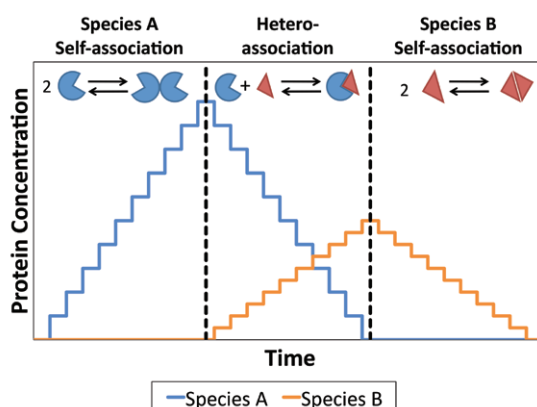 Species A
Self-association
Hetero-
association
Species B
Self-association
2
+
2
Protein Concentration
Time
Species A
Species B